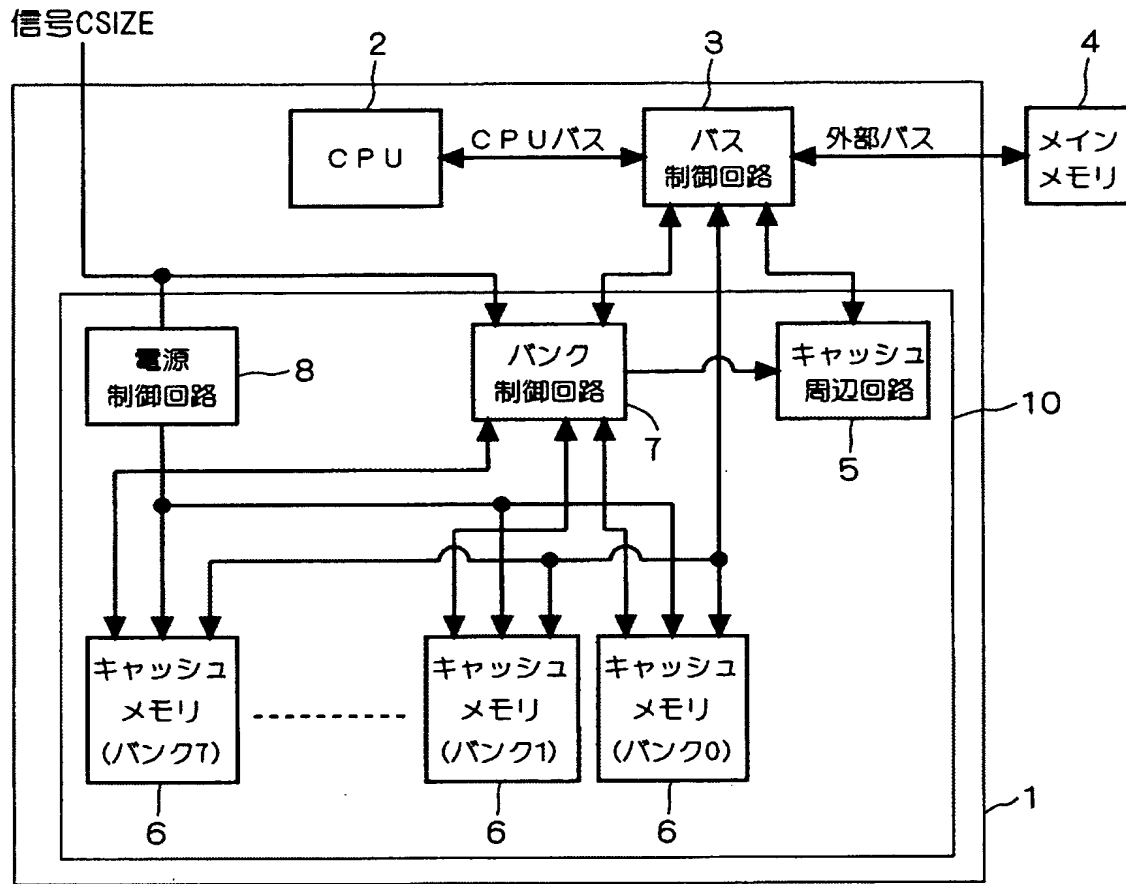 信号CSIZE
2
3
4
CPU
CPUバス
バス
制御回路
外部バス
メイン
メモリ
電源
制御回路
8
バンク
制御回路
7
キャッシュ
周辺回路
5
10
キャッシュ
メモリ
(バンク7)
キャッシュ
メモリ
(バンク1)
キャッシュ
メモリ
(バンク0)
6
6
6
1